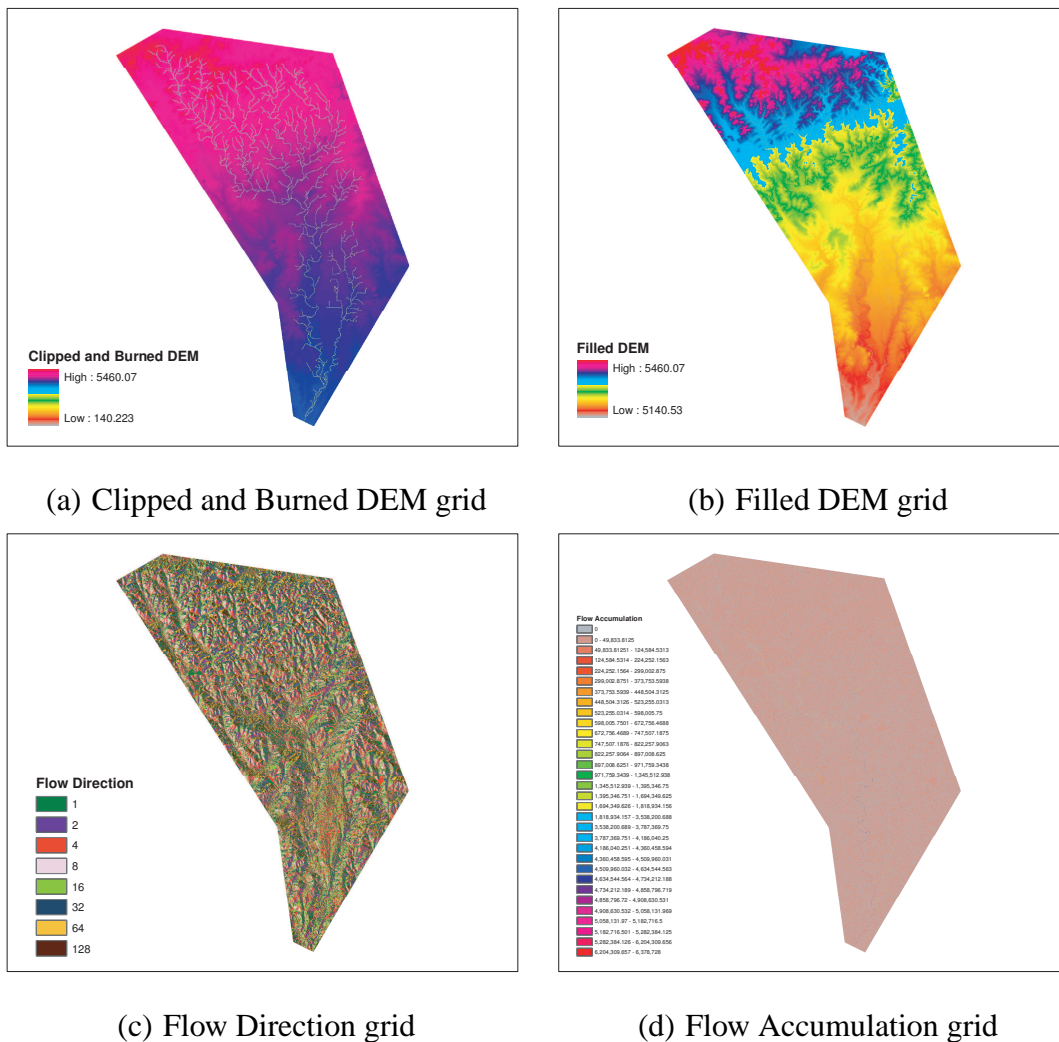 Clipped and Burned DEM
High : 5460.07
Low : 140.223
Filled DEM
High : 5460.07
Low : 5140.53
(a) Clipped and Burned DEM grid
(b) Filled DEM grid
Flow Direction
1
2
4
8
16
32
64
128
Flow Accumulation
0
0 - 49,833.8125
49,833.81251 - 124,584.5313
124,584.5314 - 224,252.1563
224,252.1564 - 299,002.875
299,002.8751 - 373,753.5938
373,753.5939 - 448,504.3125
448,504.3126 - 523,255.0313
523,255.0314 - 598,005.75
598,005.7501 - 672,756.4688
672,756.4689 - 747,507.1875
747,507.1876 - 822,257.9063
822,257.9064 - 897,008.625
897,008.6251 - 971,759.3438
971,759.3439 - 1,345,512.938
1,345,512.939 - 1,395,346.75
1,395,346.751 - 1,694,349.625
1,694,349.626 - 1,818,934.156
1,818,934.157 - 3,538,200.688
3,538,200.689 - 3,787,369.75
3,787,369.751 - 4,186,040.25
4,186,040.251 - 4,360,458.594
4,360,458.595 - 4,509,960.031
4,509,960.032 - 4,634,544.563
4,634,544.564 - 4,734,212.188
4,734,212.189 - 4,858,796.719
4,858,796.72 - 4,908,630.531
4,908,630.532 - 5,058,131.969
5,058,131.97 - 5,182,716.5
5,182,716.501 - 5,282,384.125
5,282,384.126 - 6,204,309.656
6,204,309.657 - 6,378,728
(c) Flow Direction grid
(d) Flow Accumulation grid